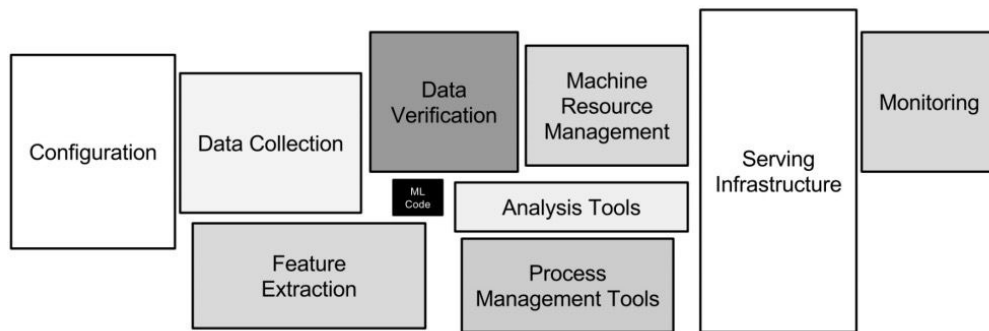 Configuration
Data Collection
Data
Verification
Machine
Resource
Management
Serving
Infrastructure
Monitoring
ML
Code
Analysis Tools
Feature
Extraction
Process
Management Tools